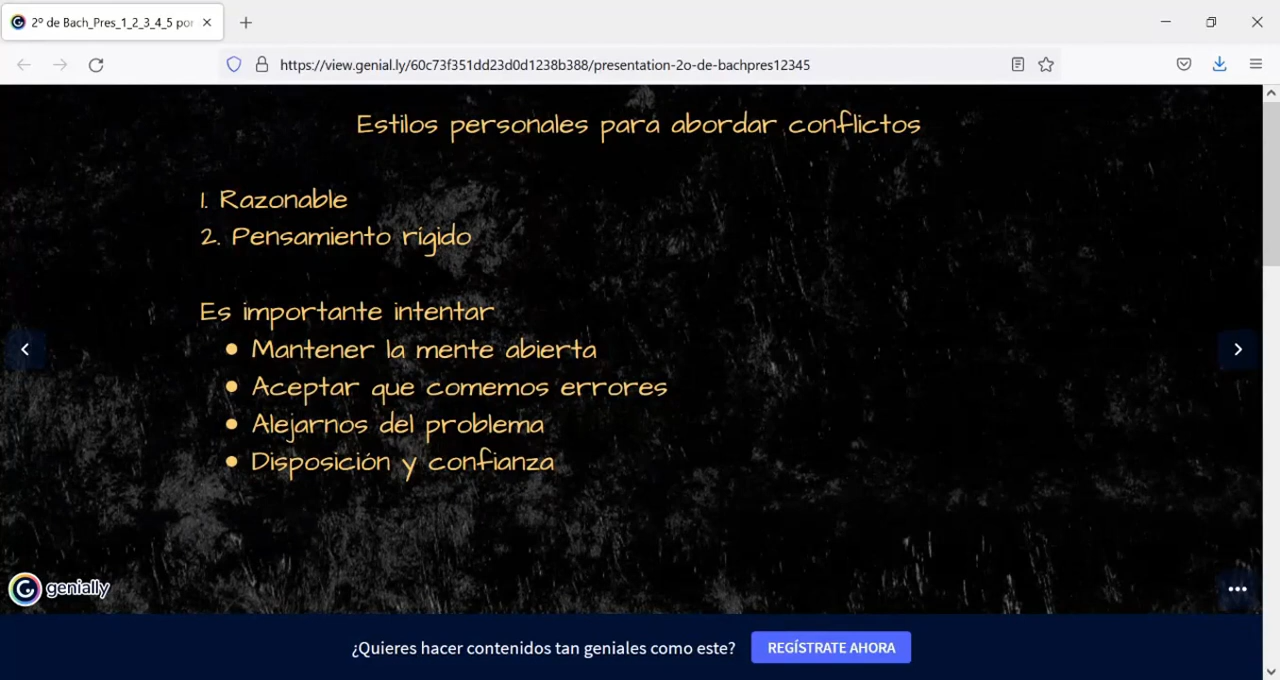 2º de Bach_Pres_1_2_3_4_5 por
https://view.genial.ly/60c73f351dd23d0d1238b388/presentation-2o-de-bachpres12345
Estilos personales para abordar conflictos
1. Razonable
2. Pensamiento rígido
Es importante intentar
• Mantener la mente abierta
• Aceptar que comemos errores
• Alejarnos del problema
• Disposición y confianza
genially
¿Quieres hacer contenidos tan geniales como este? REGÍSTRATE AHORA